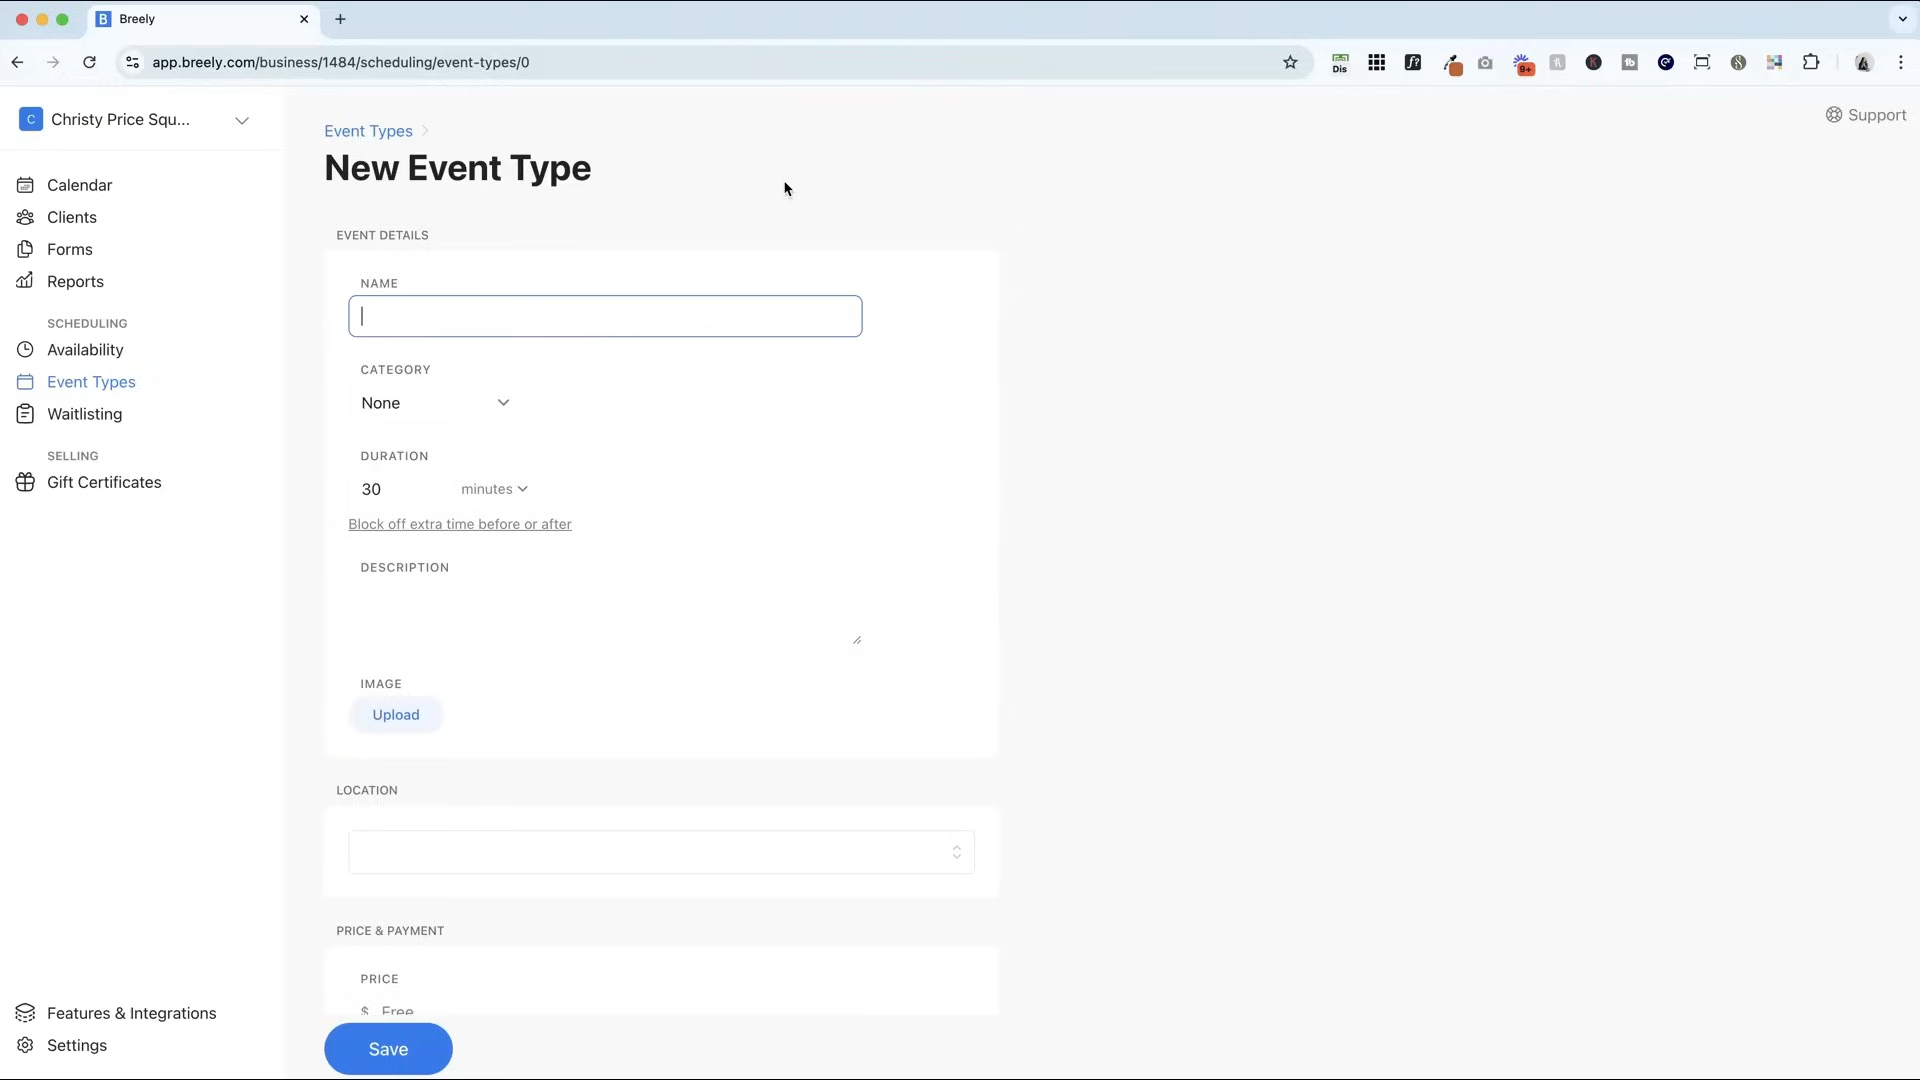 Breely
app.breely.com/business/1484/scheduling/event-types/0
Dis
f?
9+
C
Christy Price Squ...
Support
Calendar
Clients
Forms
Reports
SCHEDULING
Availability
Event Types
Waitlisting
SELLING
Gift Certificates
Features & Integrations
Settings
Event Types
New Event Type
EVENT DETAILS
NAME
CATEGORY
None
DURATION
30 minutes
Block off extra time before or after
DESCRIPTION
IMAGE
Upload
LOCATION
PRICE & PAYMENT
PRICE
$ Free
Save